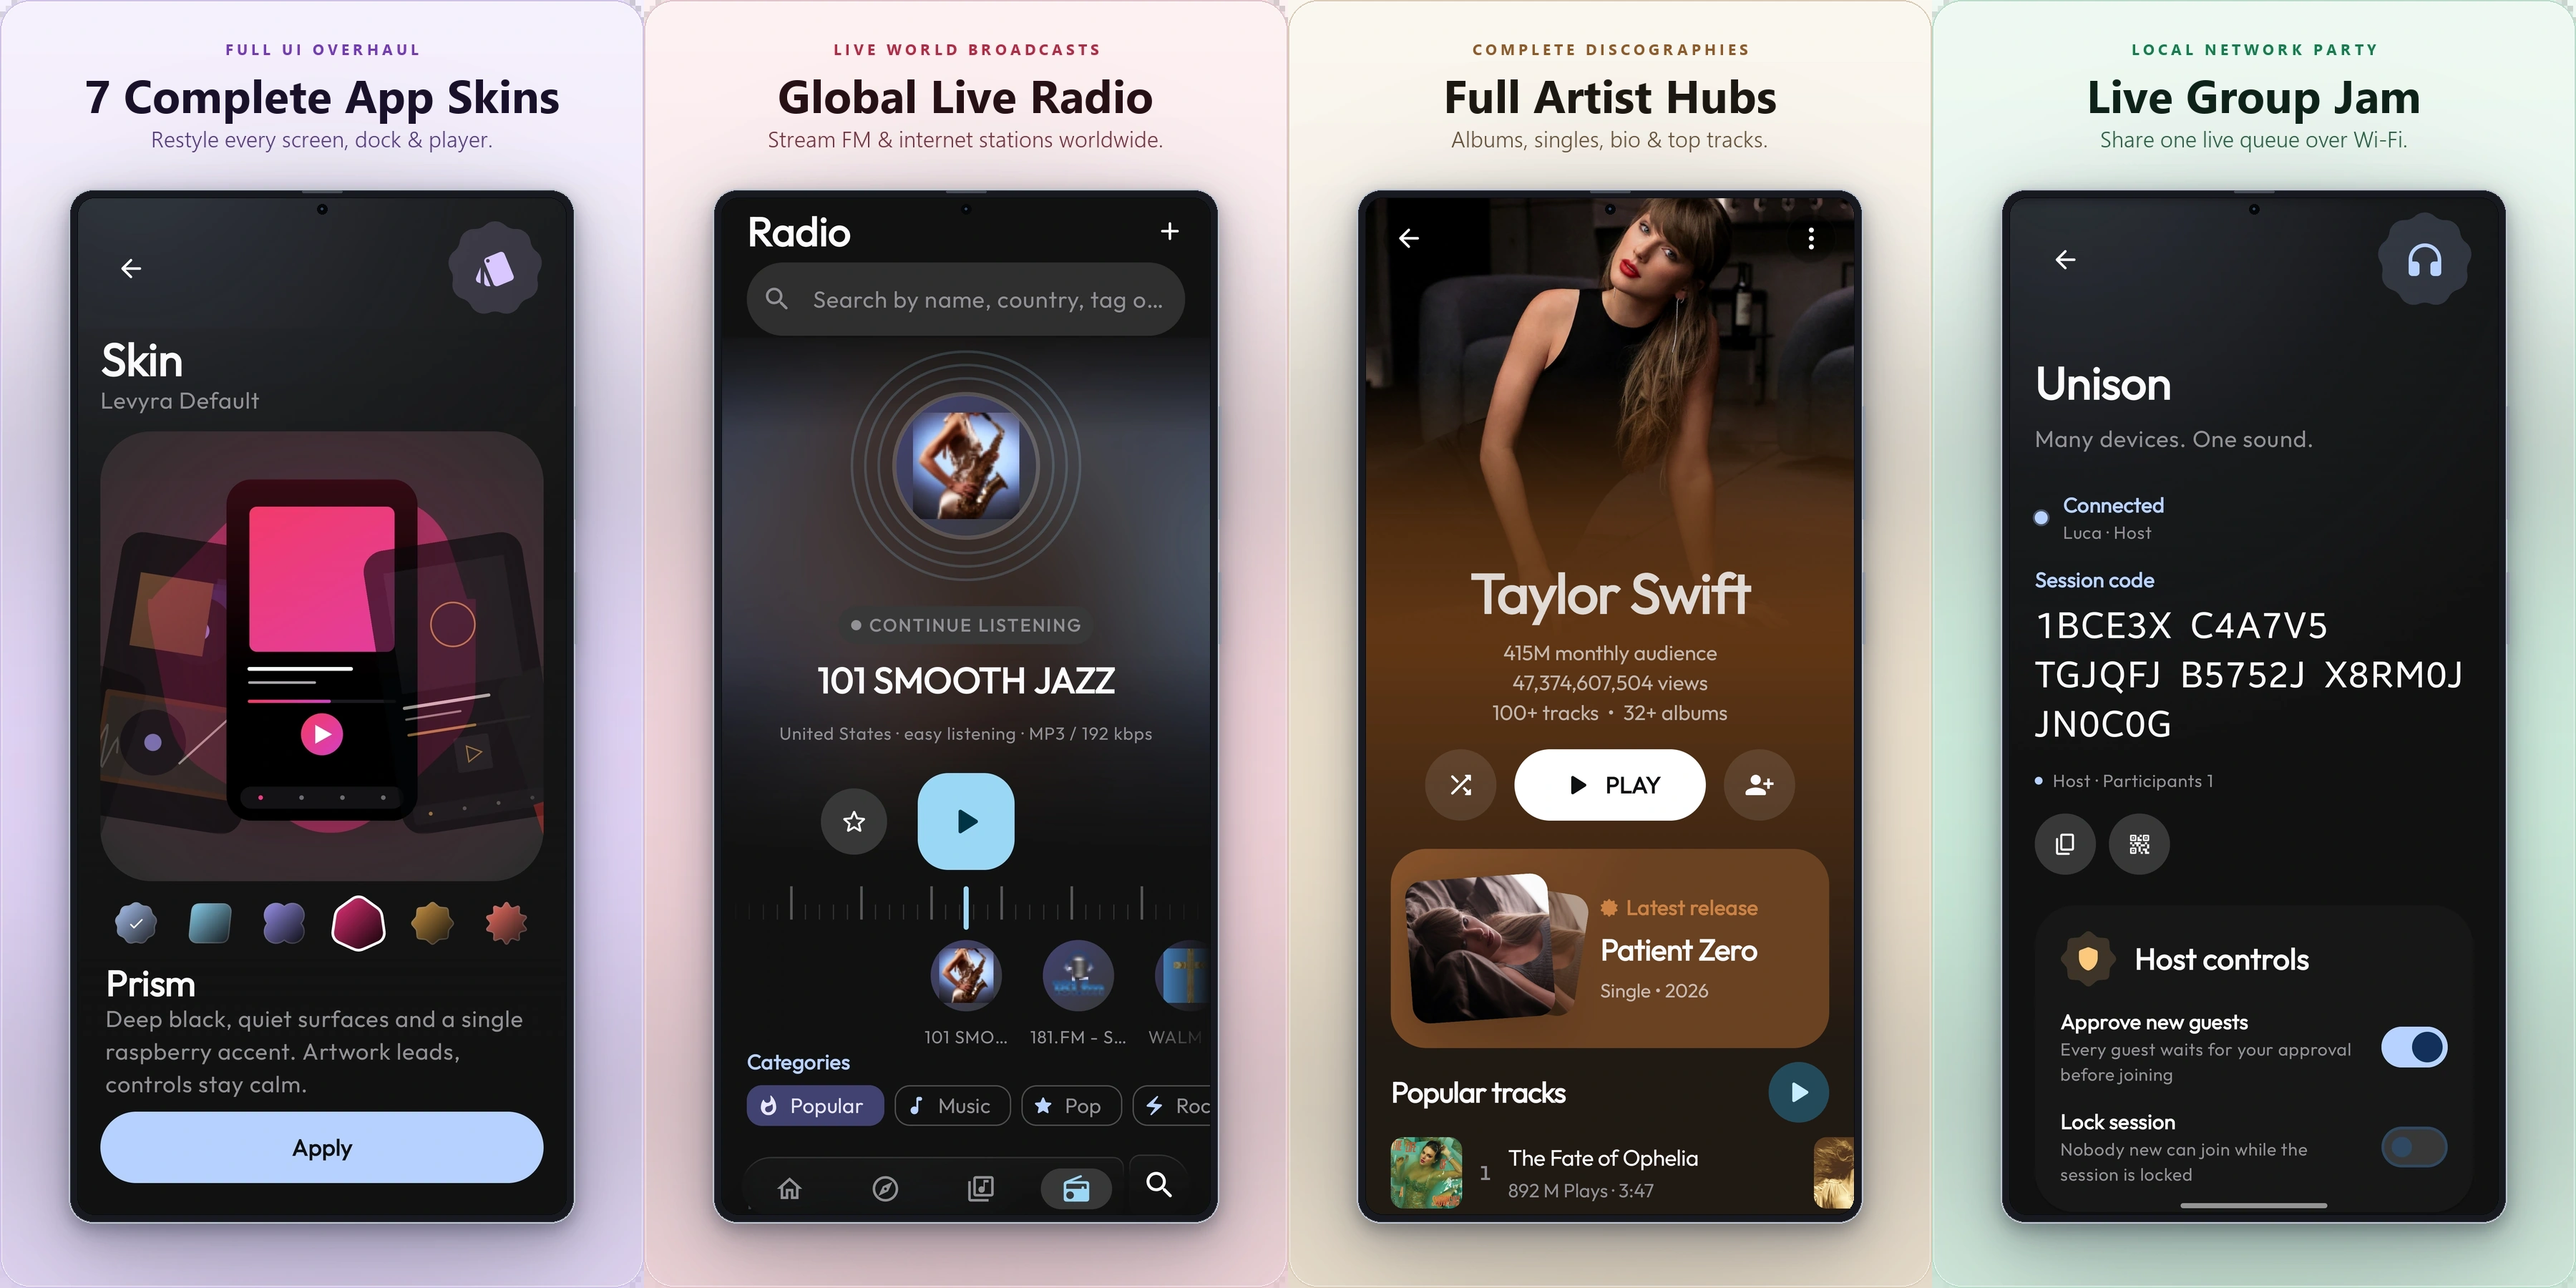 FULL UI OVERHAUL
7 Complete App Skins
Restyle every screen, dock & player.
Skin
Levyra Default
Prism
Deep black, quiet surfaces and a single
raspberry accent. Artwork leads,
controls stay calm.
Apply
LIVE WORLD BROADCASTS
Global Live Radio
Stream FM & internet stations worldwide.
Radio
Search by name, country, tag o...
CONTINUE LISTENING
101 SMOOTH JAZZ
United States · easy listening · MP3 / 192 kbps
101 SMO...
181.FM - S...
WALM
Categories
Popular
Music
Pop
Roc
COMPLETE DISCOGRAPHIES
Full Artist Hubs
Albums, singles, bio & top tracks.
Taylor Swift
415M monthly audience
47,374,607,504 views
100+ tracks • 32+ albums
PLAY
Latest release
Patient Zero
Single • 2026
Popular tracks
1
The Fate of Ophelia
892 M Plays · 3:47
LOCAL NETWORK PARTY
Live Group Jam
Share one live queue over Wi-Fi.
Unison
Many devices. One sound.
Connected
Luca · Host
Session code
1BCE3X C4A7V5
TGJQFJ B5752J X8RM0J
JN0C0G
Host · Participants 1
Host controls
Approve new guests
Every guest waits for your approval
before joining
Lock session
Nobody new can join while the
session is locked